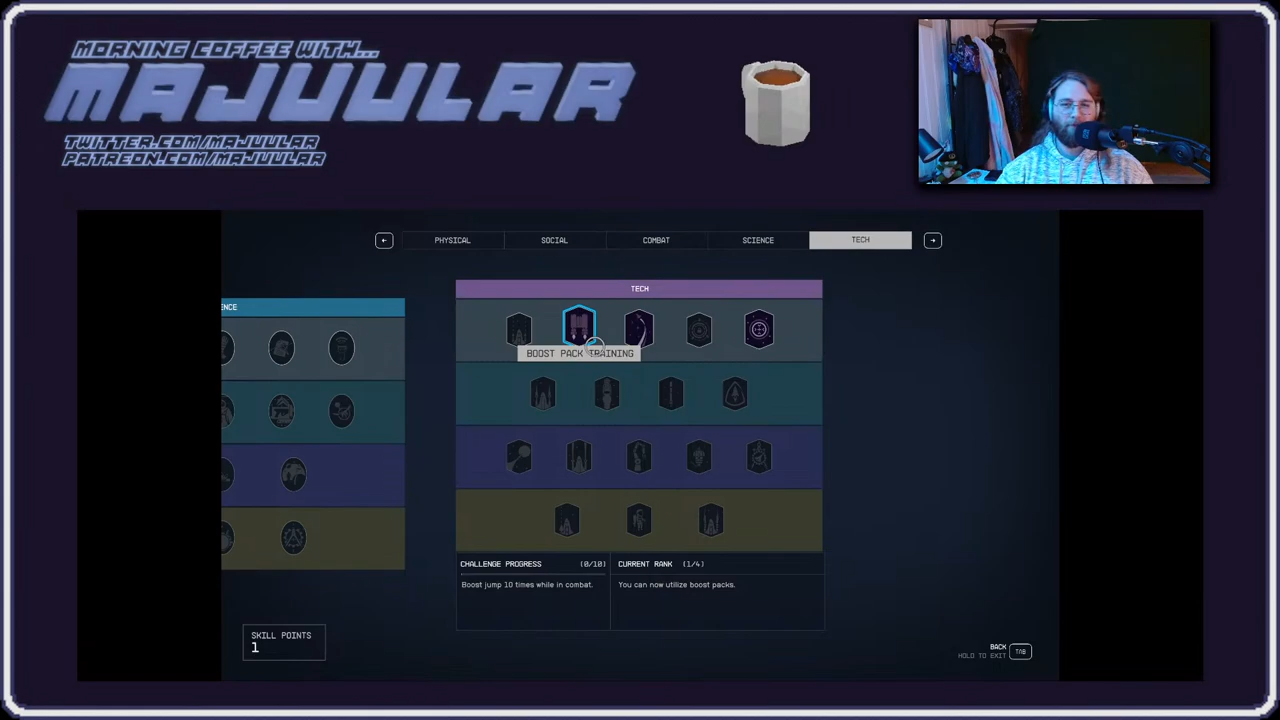 MORNING COFFEE WITH...
MAJUULAR
TWITTER.COM/MAJUULAR
PATREON.COM/MAJUULAR
PHYSICAL
SOCIAL
COMBAT
SCIENCE
TECH
ENCE
TECH
BOOST PACK TRAINING
CHALLENGE PROGRESS (0/10)
Boost jump 10 times while in combat.
CURRENT RANK (1/4)
You can now utilize boost packs.
SKILL POINTS
1
BACK
HOLD TO EXIT
TAB